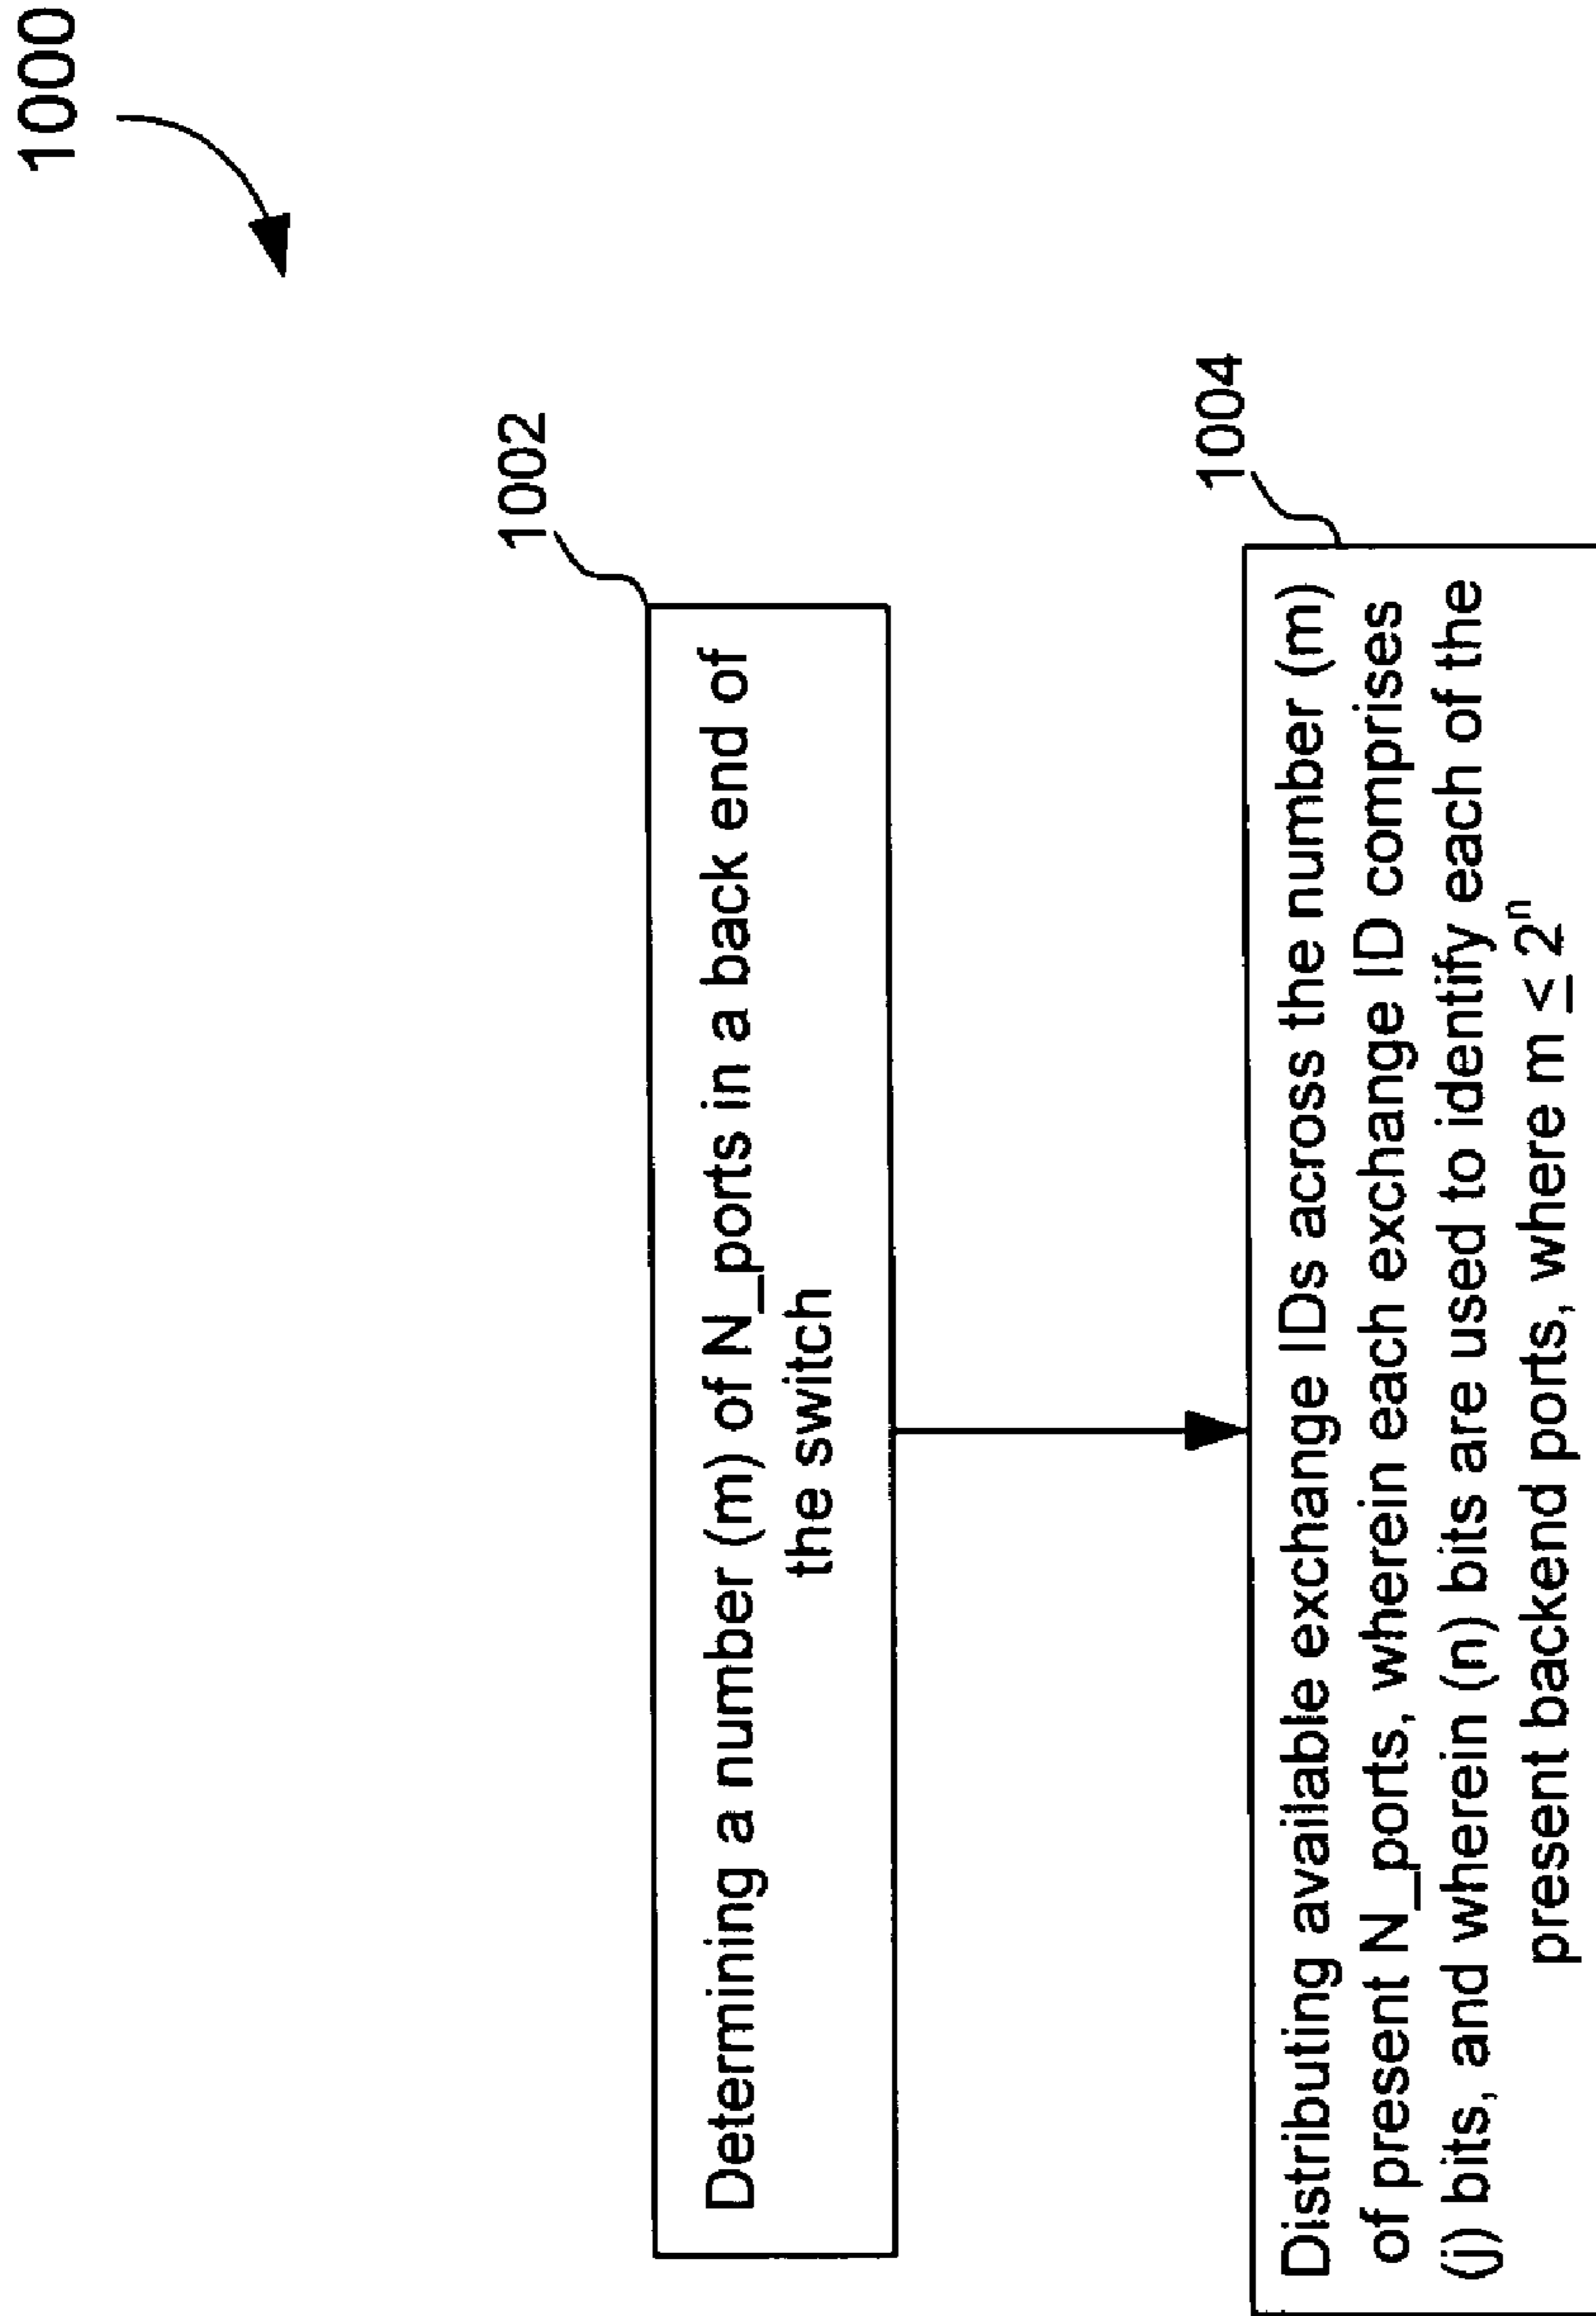 1000
1002
Determining a number (m) of N_ports in a back end of
the switch
1004
Distributing available exchange IDs across the number (m)
of present N_ports, wherein each exchange ID comprises
(j) bits, and wherein (n) bits are used to identify each of the
present backend ports, where m ≤ 2ⁿ